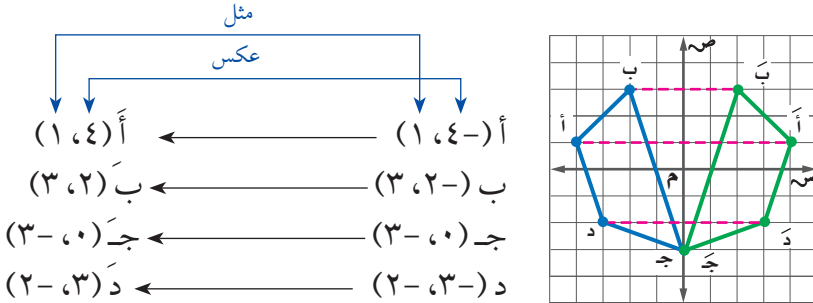 مثل
عكس
أ (-٤، ١) أَ (٤، ١)
ب (-٢، ٣) بَ (٢، ٣)
جـ (٠، -٣) جـَ (٠، -٣)
د (-٣، -٢) دَ (٣، -٢)
ص
ب بَ
أ أَ
م س
د دَ
جـ جـَ